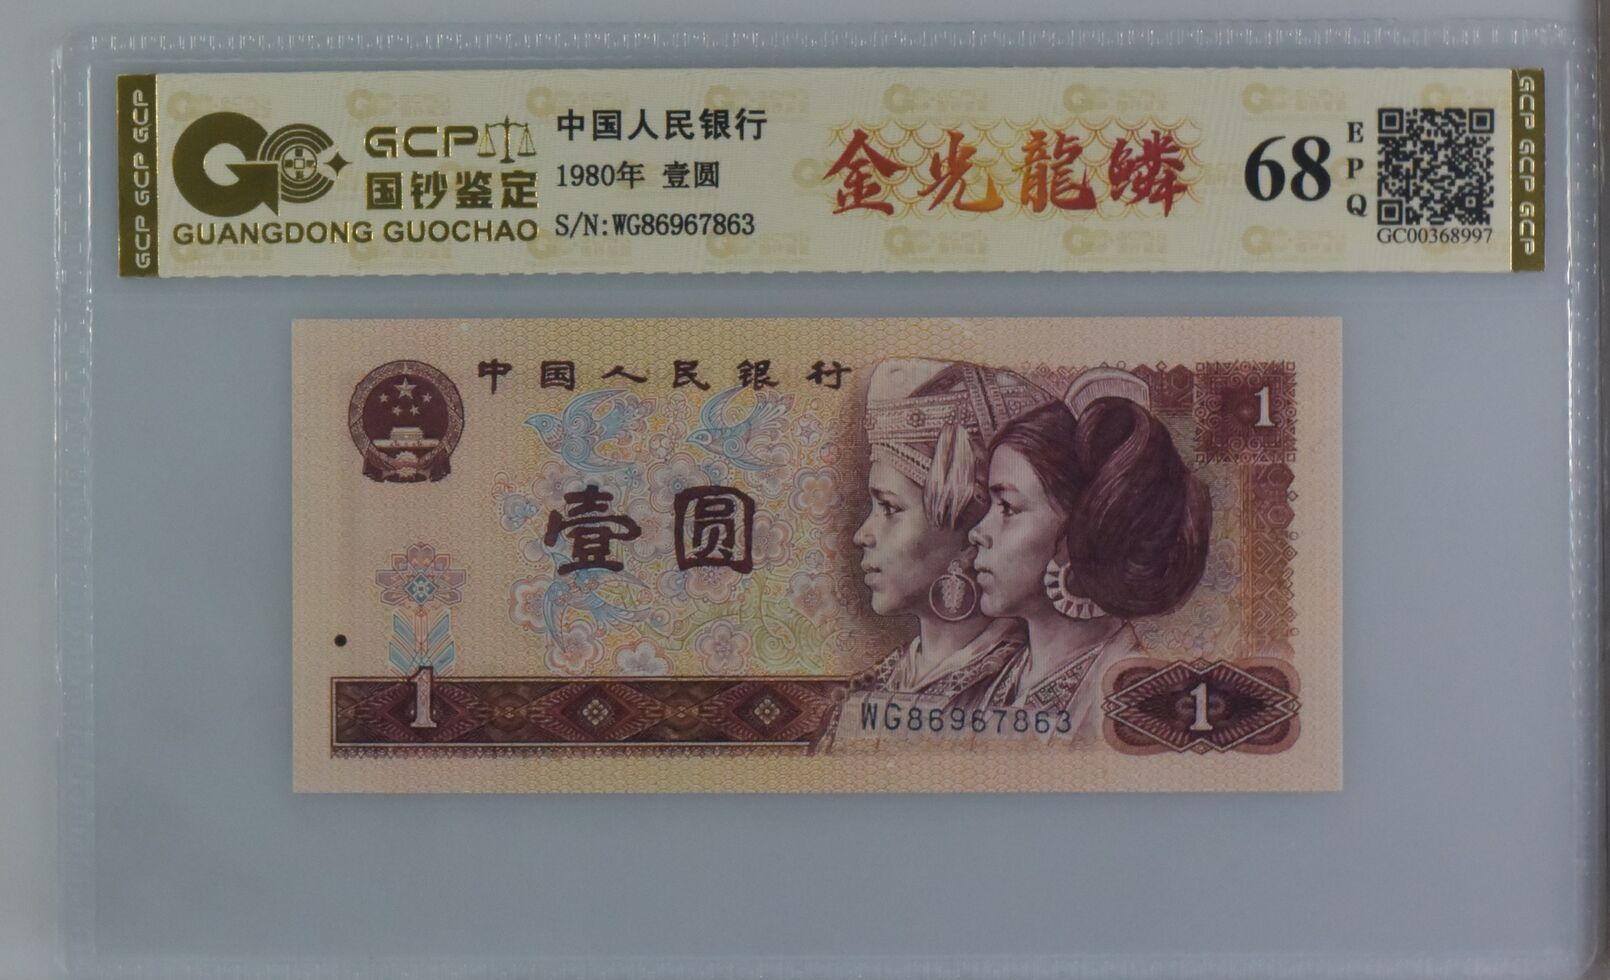 GCP GCP GCP
GCP
国钞鉴定
GUANGDONG GUOCHAO
中国人民银行
1980年 壹圆
S/N:WG86967863
金光龍鳞
68
EPQ
GC00368997
GCP GCP GCP
中国人民银行
1
壹圆
1
WG86967863
1